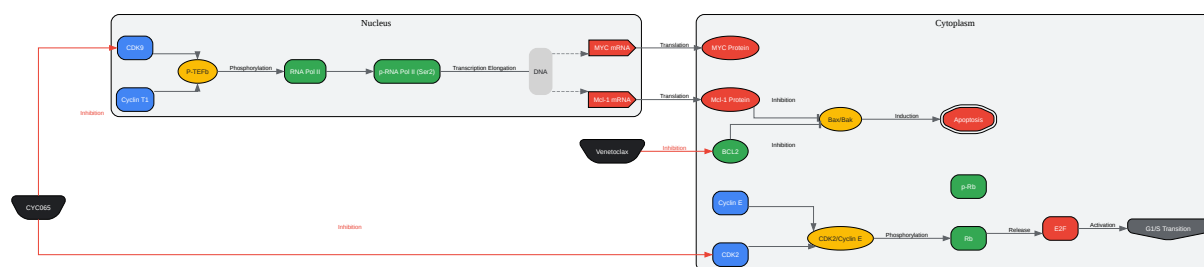 Nucleus
Cytoplasm
CDK9
MYC mRNA
Translation
MYC Protein
P-TEFb
Phosphorylation
RNA Pol II
p-RNA Pol II (Ser2)
Transcription Elongation
DNA
Cyclin T1
Mcl-1 mRNA
Translation
Mcl-1 Protein
Inhibition
Inhibition
Bax/Bak
Induction
Apoptosis
Venetoclax
Inhibition
BCL2
Inhibition
p-Rb
CYC065
Cyclin E
Inhibition
CDK2/Cyclin E
Phosphorylation
Rb
Release
E2F
Activation
G1/S Transition
CDK2